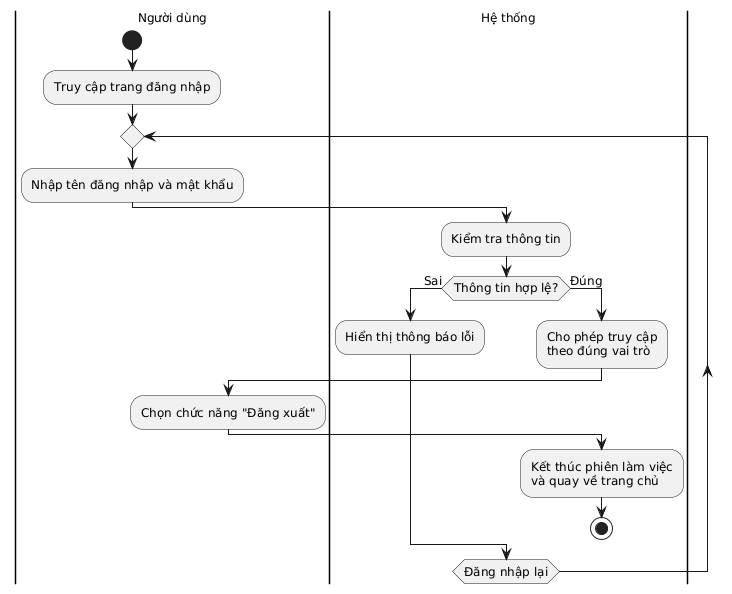 Người dùng
Hệ thống
Truy cập trang đăng nhập
Nhập tên đăng nhập và mật khẩu
Kiểm tra thông tin
Sai
Thông tin hợp lệ?
Đúng
Hiển thị thông báo lỗi
Cho phép truy cập
theo đúng vai trò
Chọn chức năng "Đăng xuất"
Kết thúc phiên làm việc
và quay về trang chủ
Đăng nhập lại